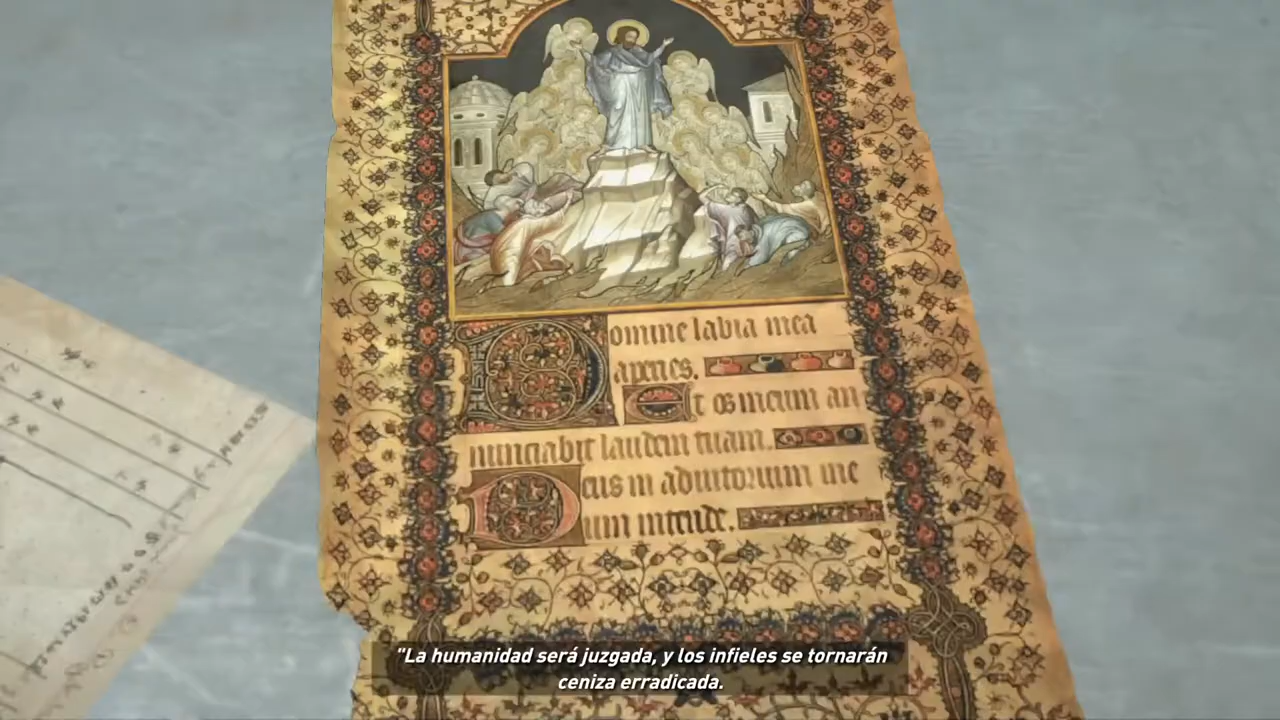 Domine labia mea
aperies.
Et os meum an
nunciabit laudem tuam.
Deus in adiutorium me
um intende.
"La humanidad será juzgada, y los infieles se tornarán
ceniza erradicada.